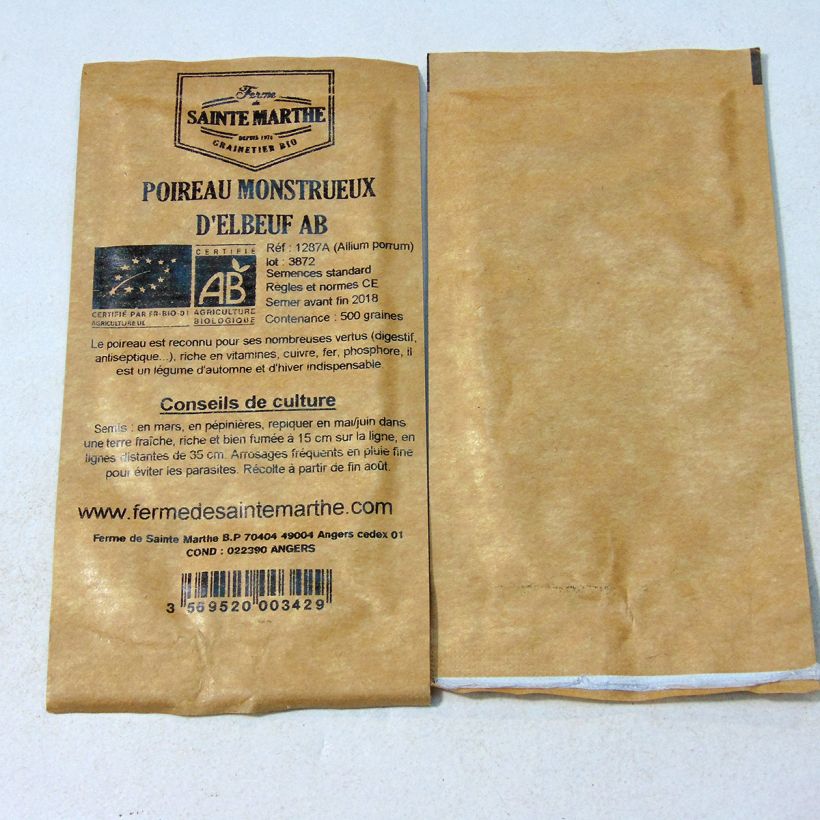 Ferme
de
SAINTE MARTHE
DEPUIS 1974
GRAINETIER BIO
POIREAU MONSTRUEUX
D'ELBEUF AB
Réf : 1287A (Allium porrum)
lot : 3872
Semences standard
Règles et normes CE
Semer avant fin 2018
Contenance : 500 graines
CERTIFIÉ PAR FR-BIO-01
AGRICULTURE UE
CERTIFIÉ
AB
AGRICULTURE
BIOLOGIQUE
Le poireau est reconnu pour ses nombreuses vertus (digestif,
antiseptique...), riche en vitamines, cuivre, fer, phosphore, il
est un légume d'automne et d'hiver indispensable
Conseils de culture
Semis : en mars, en pépinières, repiquer en mai/juin dans
une terre fraîche, riche et bien fumée à 15 cm sur la ligne, en
lignes distantes de 35 cm. Arrosages fréquents en pluie fine
pour éviter les parasites. Récolte à partir de fin août.
www.fermedesaintemarthe.com
Ferme de Sainte Marthe B.P 70404 49004 Angers cedex 01
COND : 022390 ANGERS
3 559520 003429